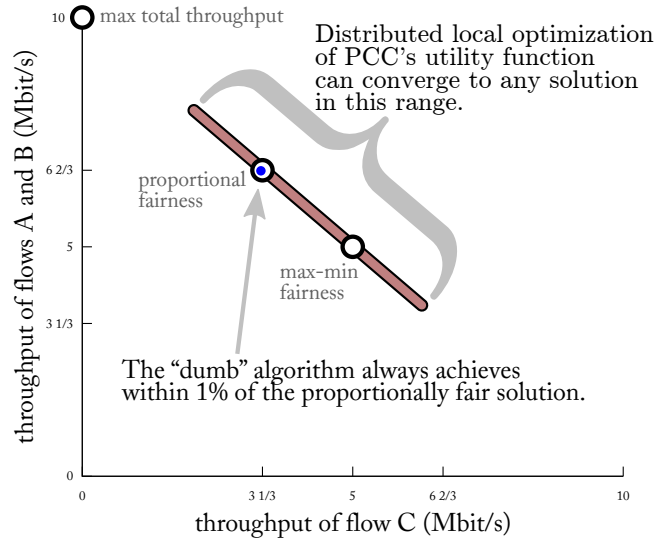 10
max total throughput
Distributed local optimization
of PCC's utility function
can converge to any solution
in this range.
throughput of flows A and B (Mbit/s)
6 2/3
proportional
fairness
5
max-min
fairness
3 1/3
The “dumb” algorithm always achieves
within 1% of the proportionally fair solution.
0
0
3 1/3
5
6 2/3
10
throughput of flow C (Mbit/s)